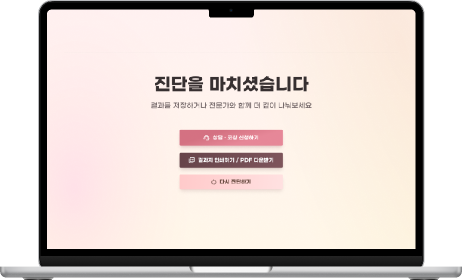 진단을 마치셨습니다
결과를 저장하거나 전문가와 함께 더 깊이 나눠보세요
상담 · 코칭 신청하기
결과지 인쇄하기 / PDF 다운받기
다시 진단하기